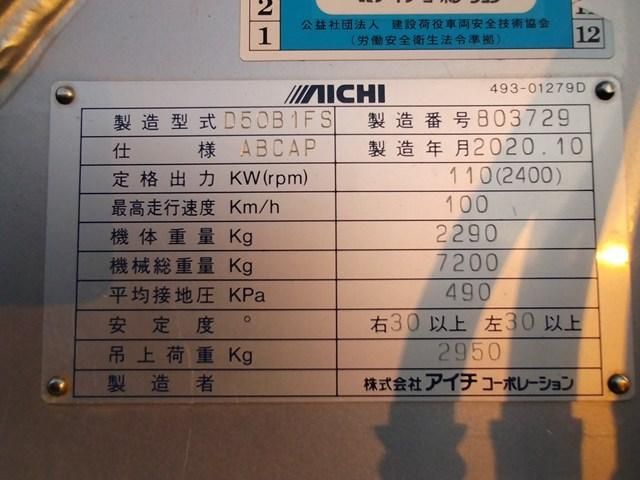 2
1
公益社団法人 建設荷役車両安全技術協会
(労働安全衛生法令準拠)
12
AICHI
493-01279D
製造型式 D50B1FS 製造番号 803729
仕様 ABCAP 製造年月 2020.10
定格出力 KW(rpm) 110(2400)
最高走行速度 Km/h 100
機体重量 Kg 2290
機械総重量 Kg 7200
平均接地圧 KPa 490
安定度 ° 右30以上 左30以上
吊上荷重 Kg 2950
製造者 株式会社 アイチ コーポレーション